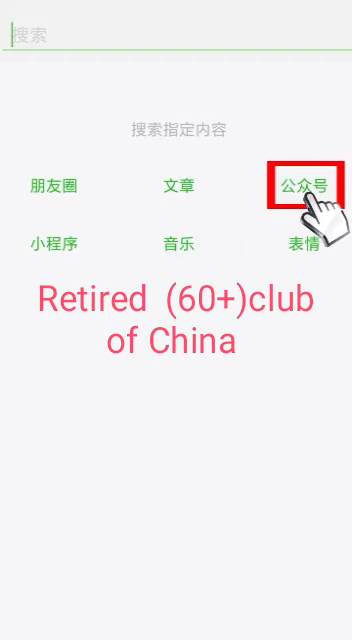 搜索
搜索指定内容
朋友圈 文章 公众号
小程序 音乐 表情
Retired (60+)club
of China